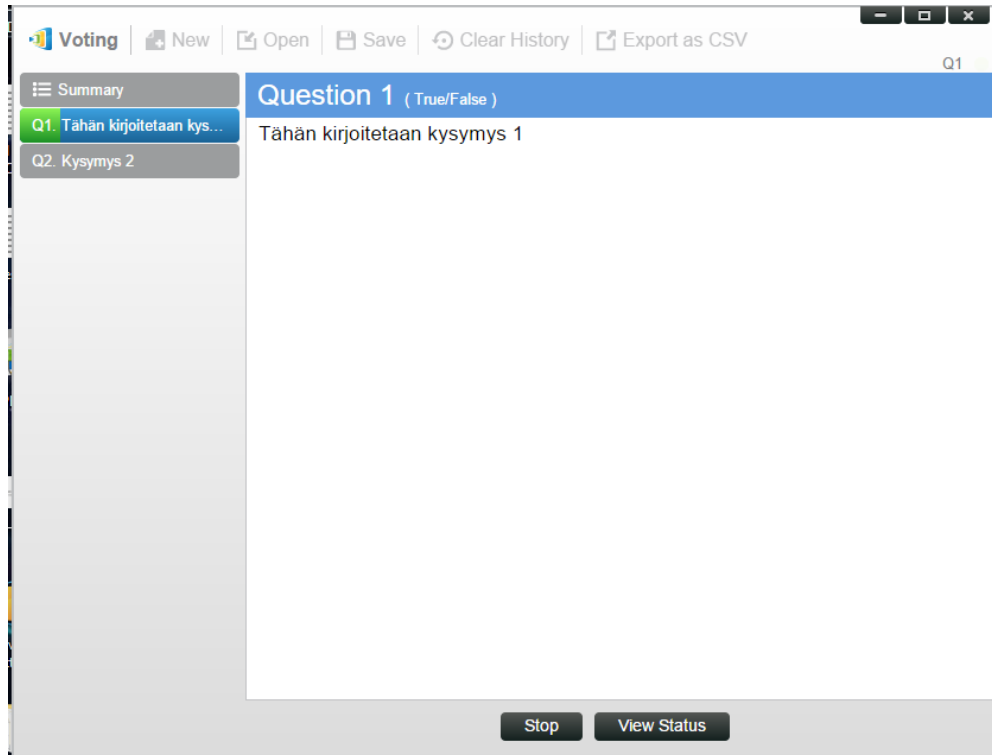 Voting New Open Save Clear History Export as CSV
Q1
Summary
Q1. Tähän kirjoitetaan kys...
Q2. Kysymys 2
Question 1 ( True/False )
Tähän kirjoitetaan kysymys 1
Stop View Status